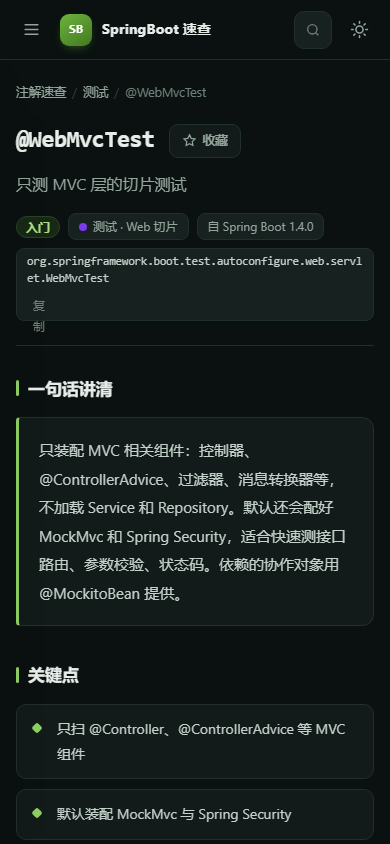 SB SpringBoot 速查
注解速查 / 测试 / @WebMvcTest
@WebMvcTest
收藏
只测 MVC 层的切片测试
入门
测试 · Web 切片
自 Spring Boot 1.4.0
org.springframework.boot.test.autoconfigure.web.servl
et.WebMvcTest
复
制
一句话讲清
只装配 MVC 相关组件：控制器、
@ControllerAdvice、过滤器、消息转换器等，
不加载 Service 和 Repository。默认还会配好
MockMvc 和 Spring Security，适合快速测接口
路由、参数校验、状态码。依赖的协作对象用
@MockitoBean 提供。
关键点
只扫 @Controller、@ControllerAdvice 等 MVC
组件
默认装配 MockMvc 与 Spring Security